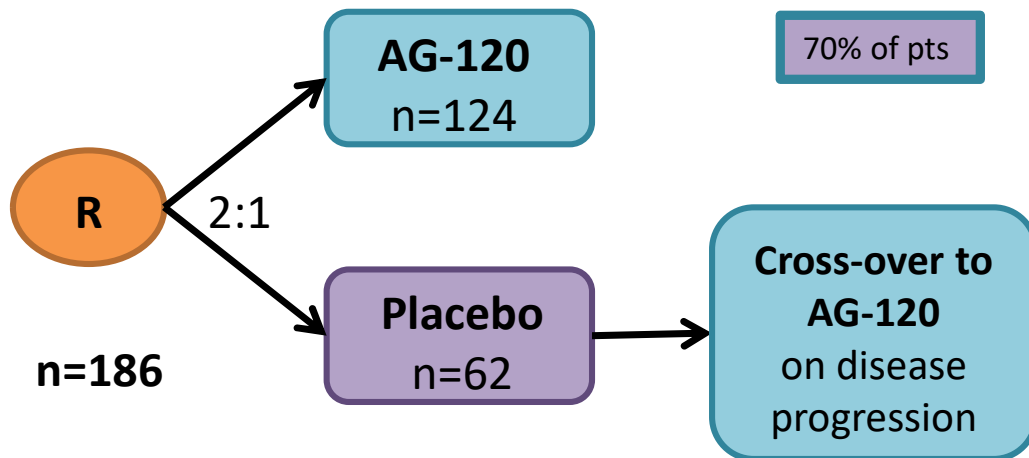 AG-120
n=124
70% of pts
R
2:1
n=186
Placebo
n=62
Cross-over to
AG-120
on disease
progression